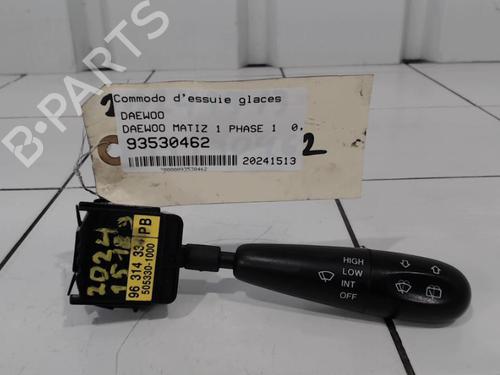 B-PARTS
Commodo d'essuie glaces
DAEWOO
DAEWOO MATIZ 1 PHASE 1 0.
93530462
20241513
2
96 314 334 PB
505330-1000
2024
HIGH
LOW
INT
OFF